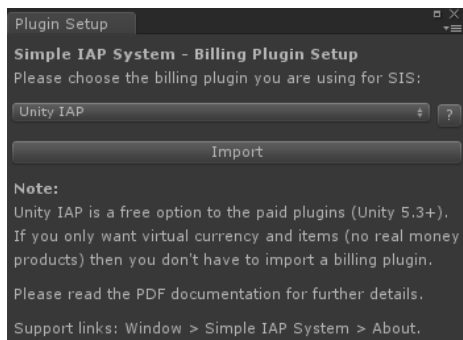 Plugin Setup
Simple IAP System - Billing Plugin Setup
Please choose the billing plugin you are using for SIS:
Unity IAP
?
Import
Note:
Unity IAP is a free option to the paid plugins (Unity 5.3+).
If you only want virtual currency and items (no real money
products) then you don't have to import a billing plugin.
Please read the PDF documentation for further details.
Support links: Window > Simple IAP System > About.